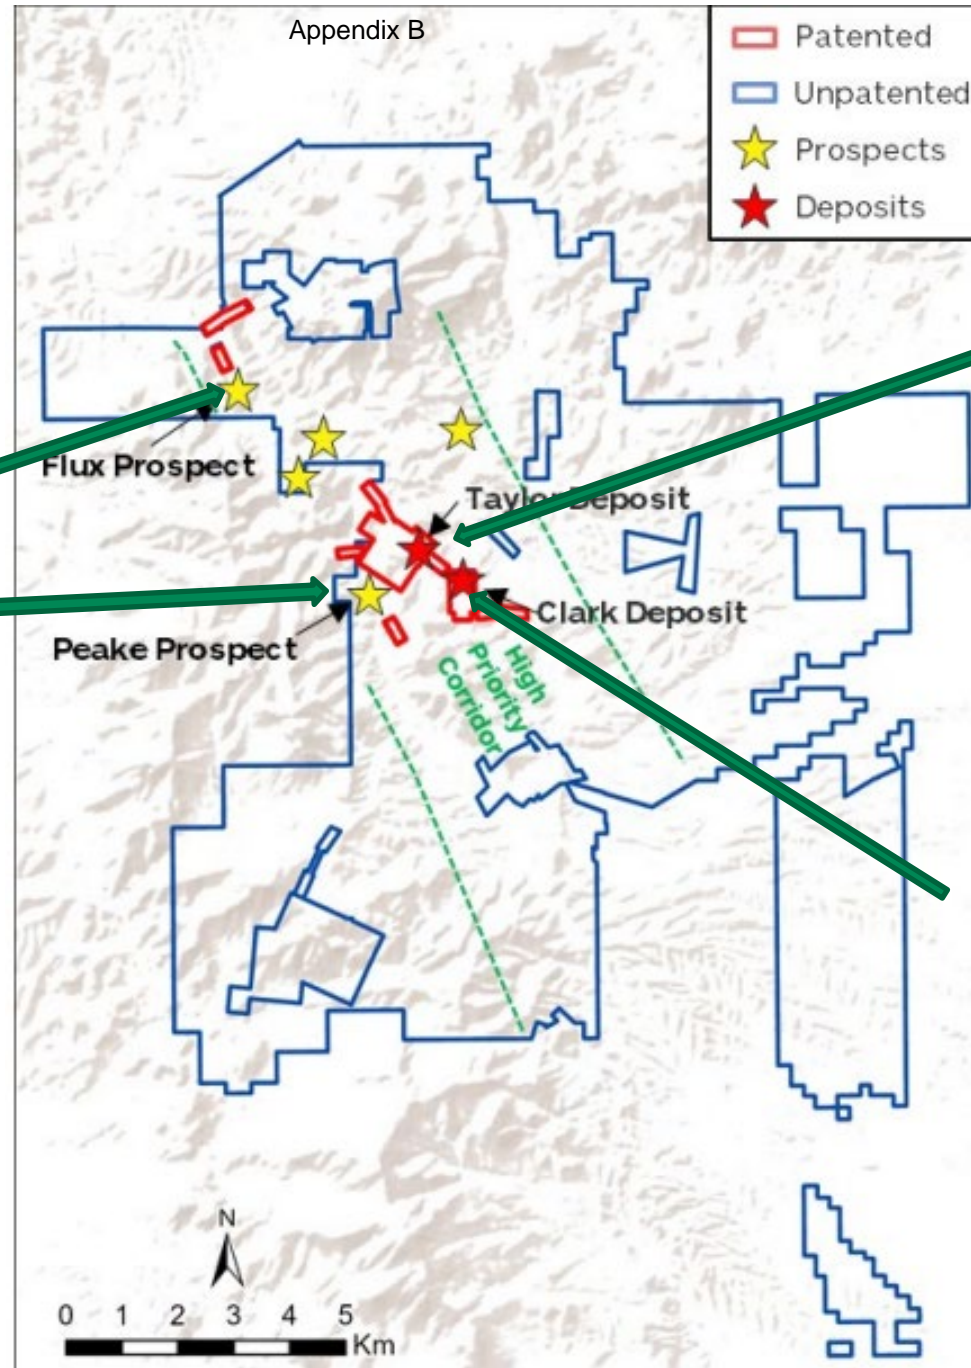 Appendix B
Patented
Unpatented
Prospects
Deposits
Flux Prospect
Taylor Deposit
Clark Deposit
Peake Prospect
High
Priority
Corridor
N
0 1 2 3 4 5
Km